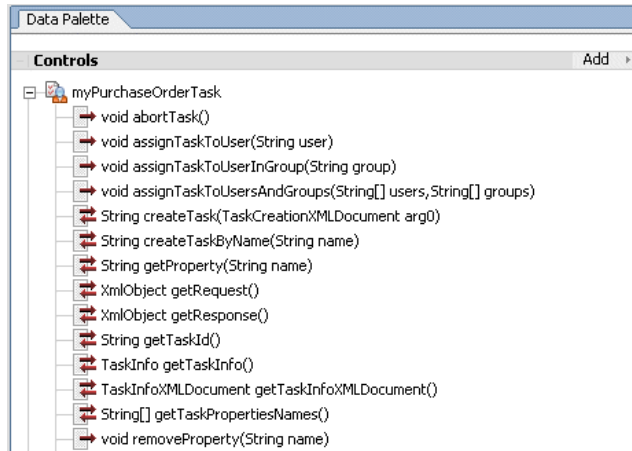 Data Palette
Controls Add
myPurchaseOrderTask
void abortTask()
void assignTaskToUser(String user)
void assignTaskToUserInGroup(String group)
void assignTaskToUsersAndGroups(String[] users,String[] groups)
String createTask(TaskCreationXMLDocument arg0)
String createTaskByName(String name)
String getProperty(String name)
XmlObject getRequest()
XmlObject getResponse()
String getTaskId()
TaskInfo getTaskInfo()
TaskInfoXMLDocument getTaskInfoXMLDocument()
String[] getTaskPropertiesNames()
void removeProperty(String name)